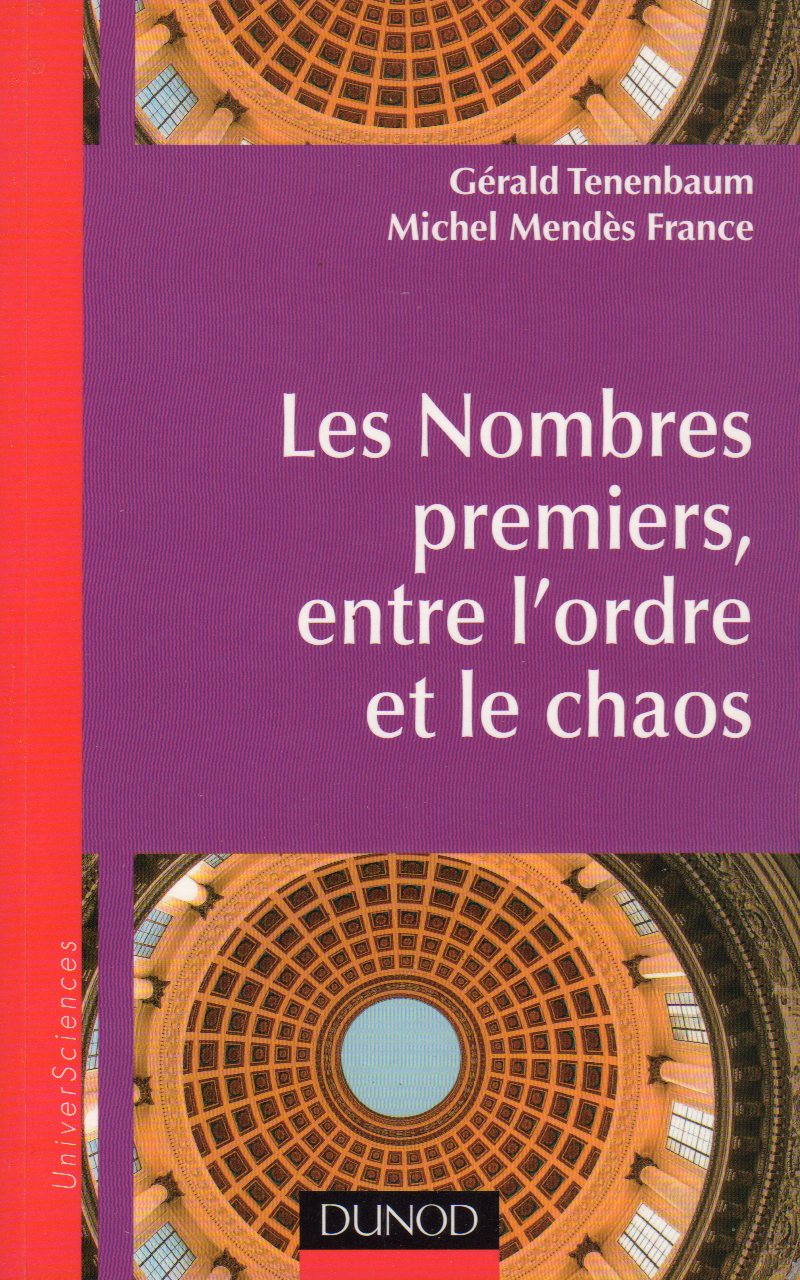 Gérald Tenenbaum
Michel Mendès France
Les Nombres
premiers,
entre l'ordre
et le chaos
UniverSciences
DUNOD